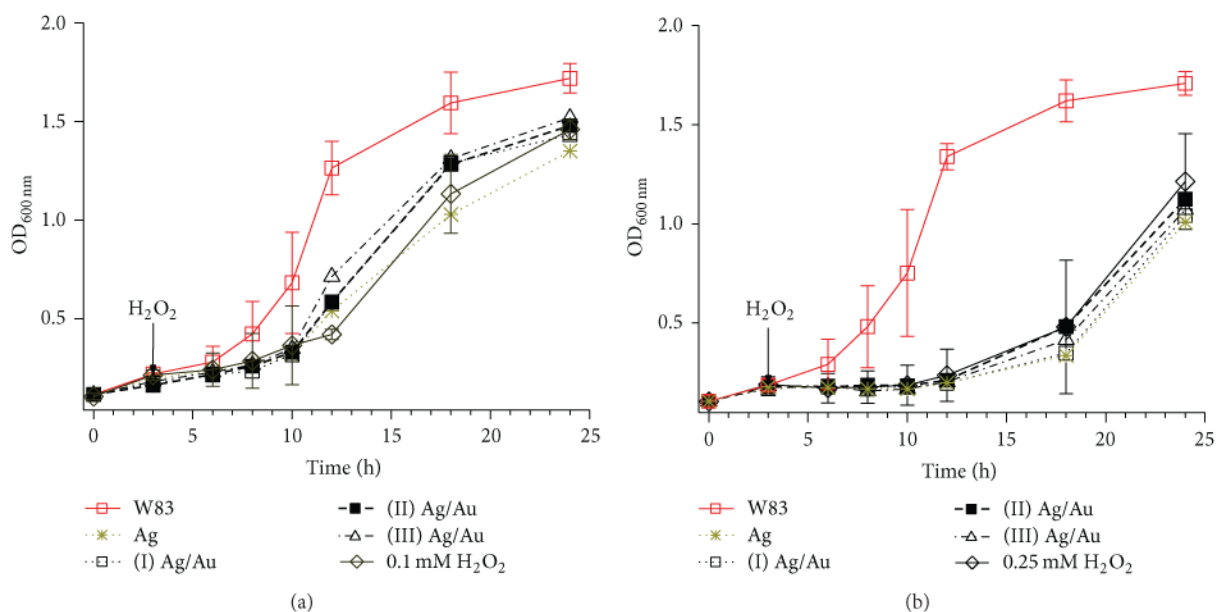 2.0
1.5
1.0
0.5
OD600 nm
H2O2
0 5 10 15 20 25
Time (h)
W83
Ag
(I) Ag/Au
(II) Ag/Au
(III) Ag/Au
0.1 mM H2O2
(a)
2.0
1.5
1.0
0.5
OD600 nm
H2O2
0 5 10 15 20 25
Time (h)
W83
Ag
(I) Ag/Au
(II) Ag/Au
(III) Ag/Au
0.25 mM H2O2
(b)